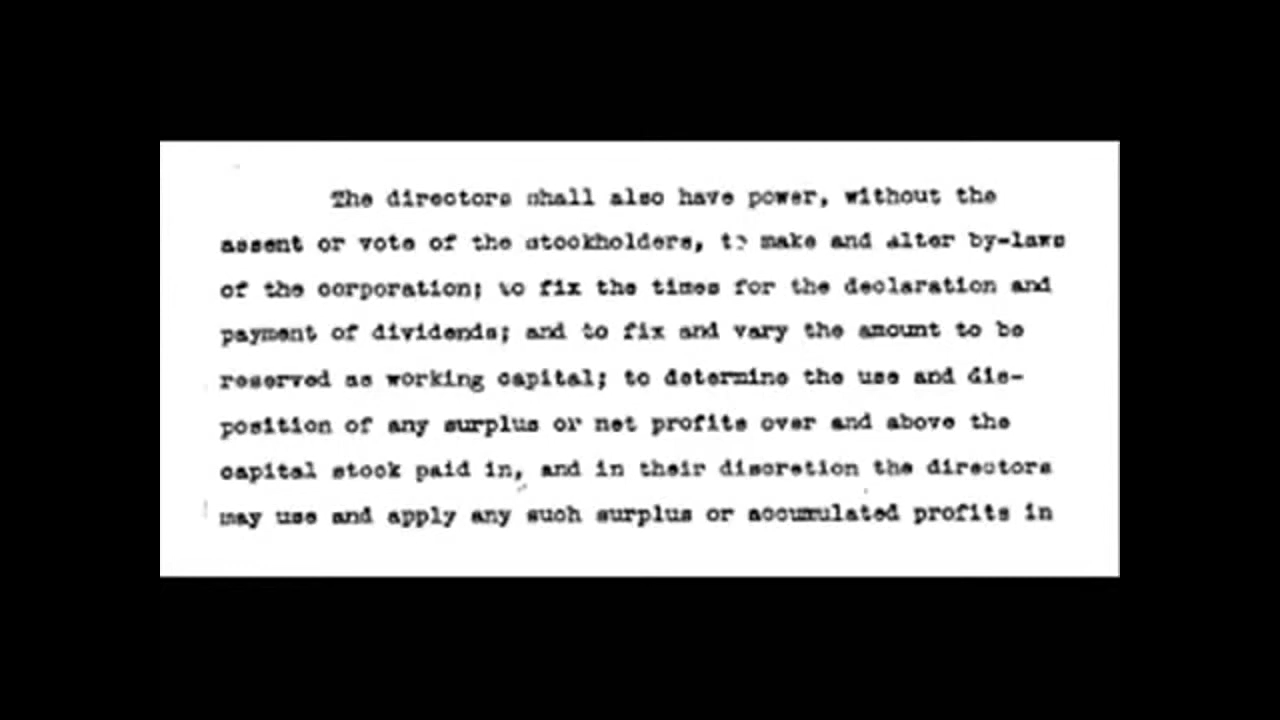 The directors shall also have power, without the
assent or vote of the stockholders, to make and alter by-laws
of the corporation; to fix the times for the declaration and
payment of dividends; and to fix and vary the amount to be
reserved as working capital; to determine the use and dis-
position of any surplus or net profits over and above the
capital stock paid in, and in their discretion the directors
may use and apply any such surplus or accumulated profits in